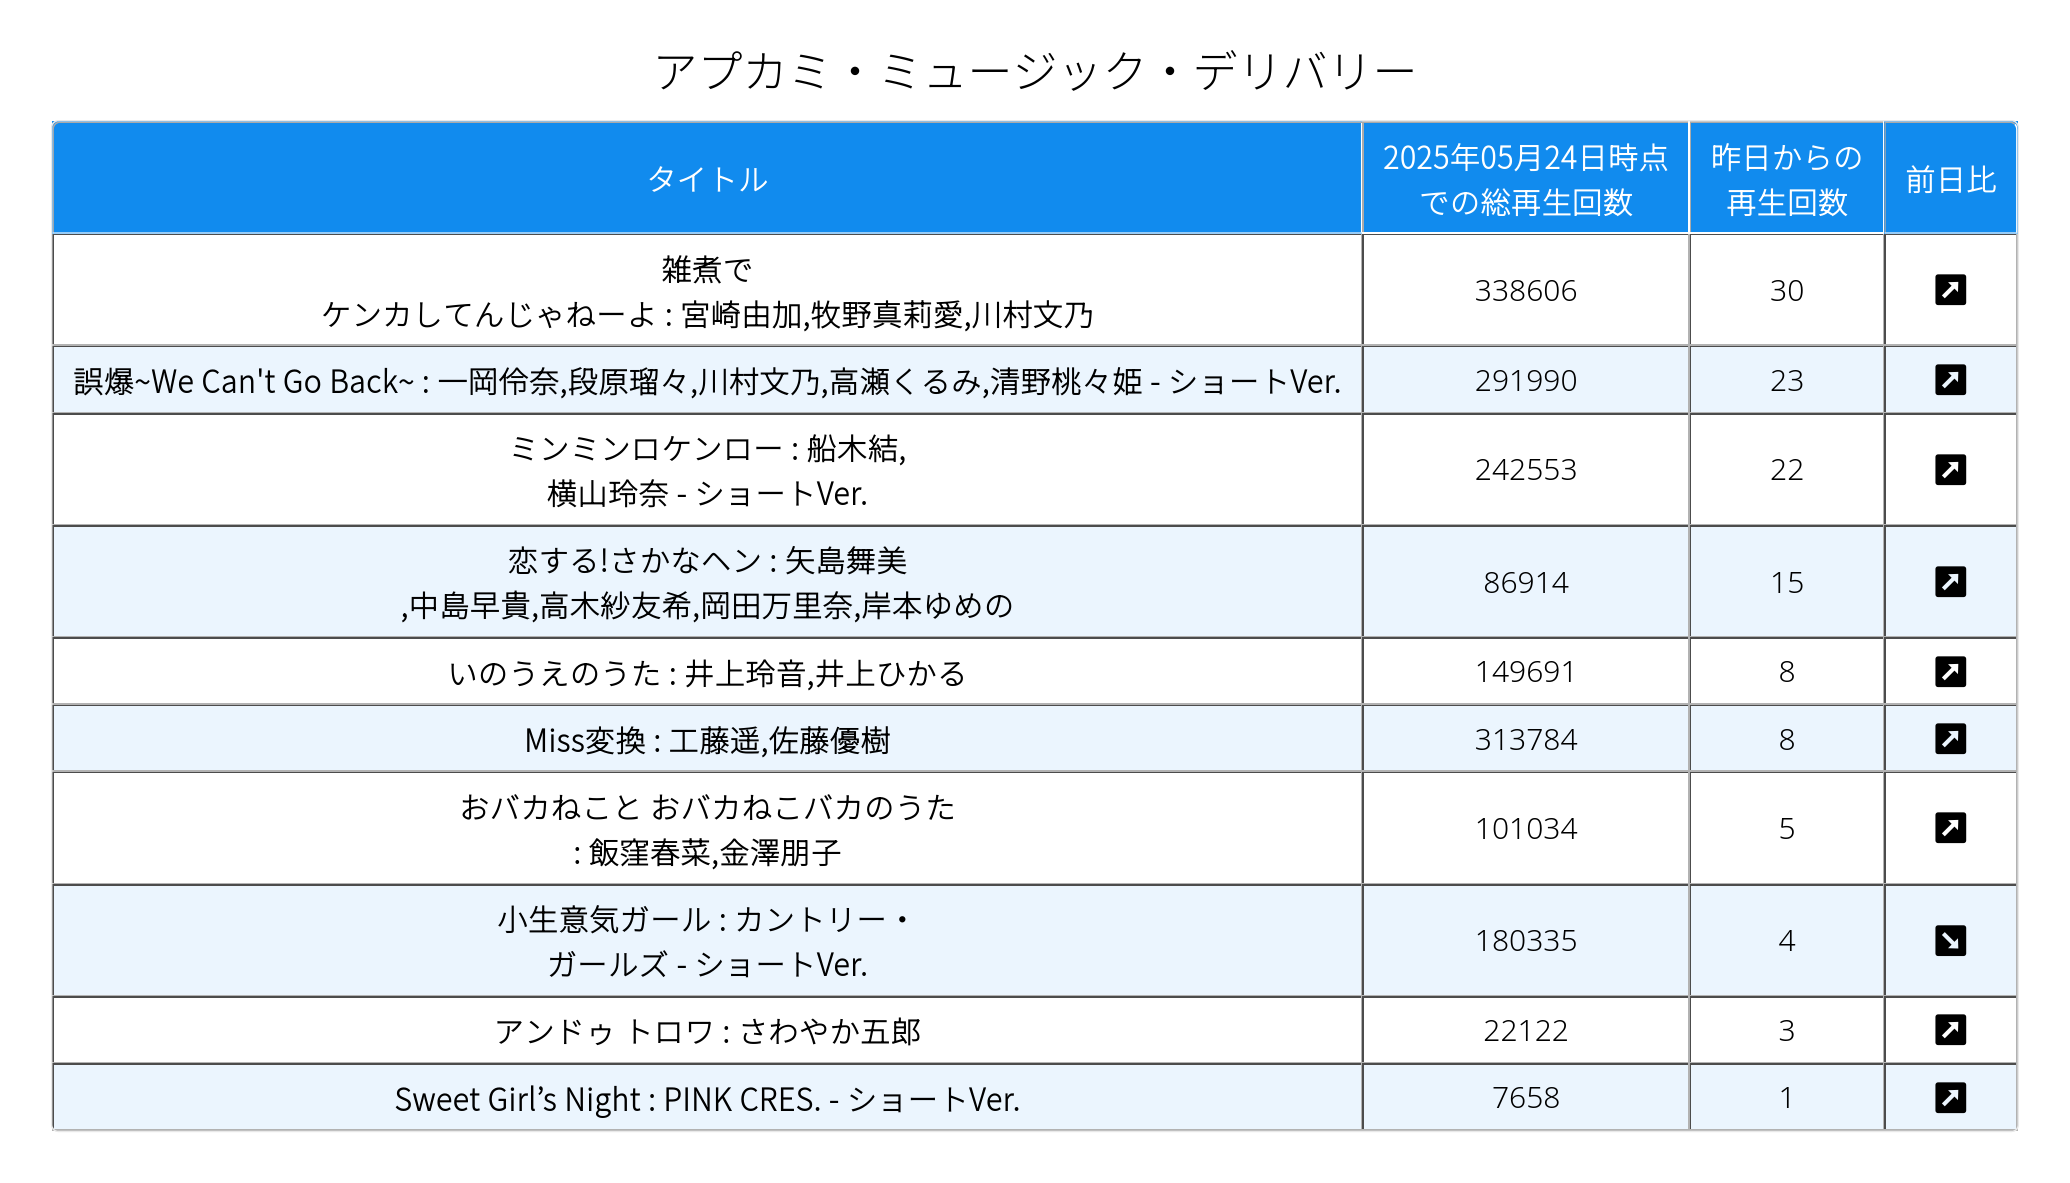 アプカミ・ミュージック・デリバリー
タイトル
2025年05月24日時点
での総再生回数
昨日からの
再生回数
前日比
雑煮で
ケンカしてんじゃねーよ : 宮崎由加,牧野真莉愛,川村文乃
338606
30
誤爆~We Can't Go Back~ : 一岡伶奈,段原瑠々,川村文乃,高瀬くるみ,清野桃々姫 - ショートVer.
291990
23
ミンミンロケンロー : 船木結,
横山玲奈 - ショートVer.
242553
22
恋する!さかなヘン : 矢島舞美
,中島早貴,高木紗友希,岡田万里奈,岸本ゆめの
86914
15
いのうえのうた : 井上玲音,井上ひかる
149691
8
Miss変換 : 工藤遥,佐藤優樹
313784
8
おバカねこと おバカねこバカのうた
: 飯窪春菜,金澤朋子
101034
5
小生意気ガール : カントリー・
ガールズ - ショートVer.
180335
4
アンドゥ トロワ : さわやか五郎
22122
3
Sweet Girl’s Night : PINK CRES. - ショートVer.
7658
1